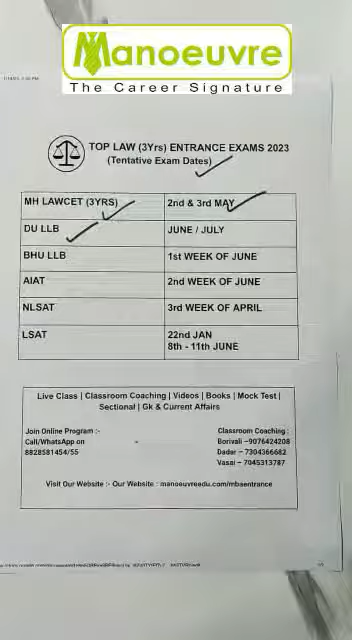 Manoeuvre
The Career Signature
TOP LAW (3Yrs) ENTRANCE EXAMS 2023
(Tentative Exam Dates)
MH LAWCET (3YRS) 2nd & 3rd MAY
DU LLB JUNE / JULY
BHU LLB 1st WEEK OF JUNE
AIAT 2nd WEEK OF JUNE
NLSAT 3rd WEEK OF APRIL
LSAT 22nd JAN
8th - 11th JUNE
Live Class | Classroom Coaching | Videos | Books | Mock Test |
Sectional | Gk & Current Affairs
Join Online Program :- Classroom Coaching :
Call/WhatsApp on Borivali -9076424208
8828581454/55 Dadar – 7304366682
Vasai – 7045313787
Visit Our Website :- Our Website : manoeuvreedu.com/mbaentrance